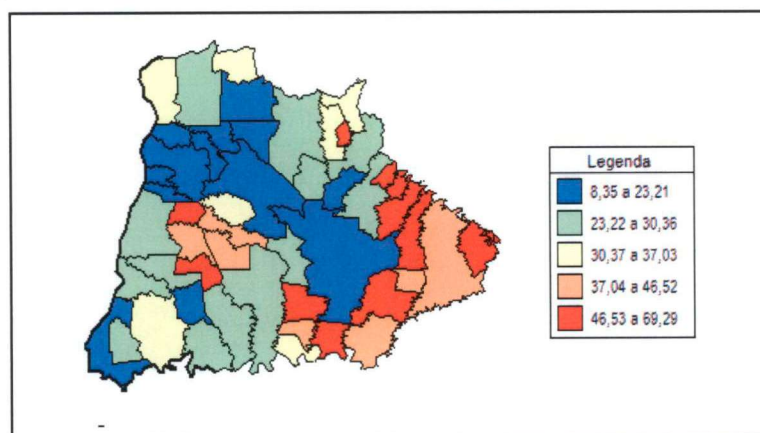 Legenda
8,35 a 23,21
23,22 a 30,36
30,37 a 37,03
37,04 a 46,52
46,53 a 69,29